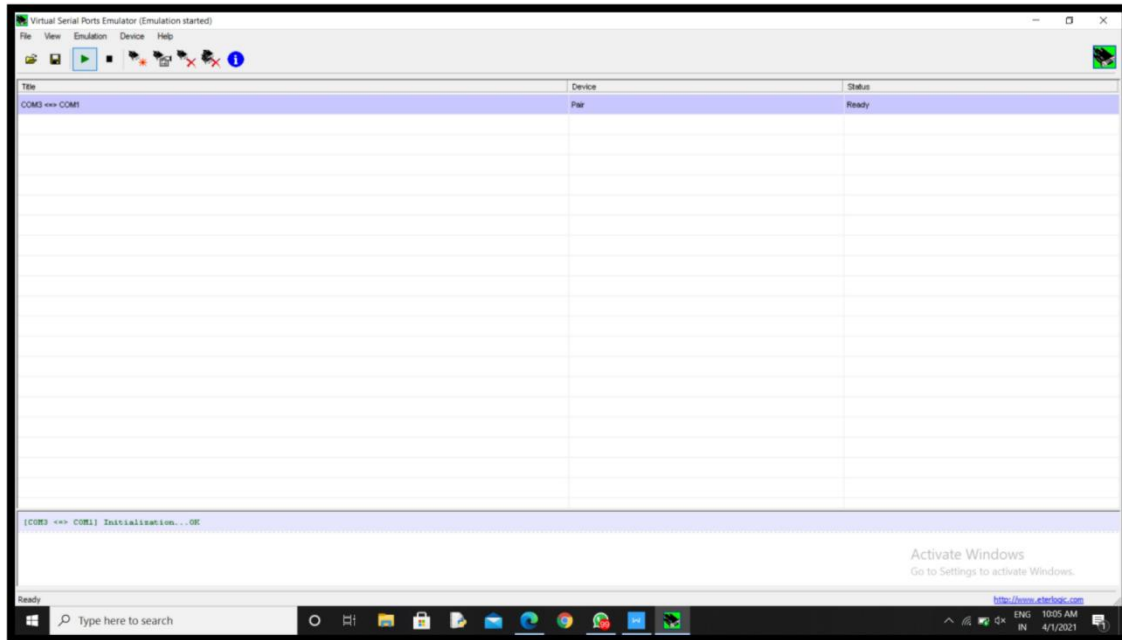 Virtual Serial Ports Emulator (Emulation started)
File View Emulation Device Help
Title Device Status
COM3 <=> COM1 Pair Ready
[COM3 <=> COM1] Initialization...OK
Activate Windows
Go to Settings to activate Windows.
Ready http://www.eterlogic.com
Type here to search 99 W ENG 10:05 AM
IN 4/1/2021 1